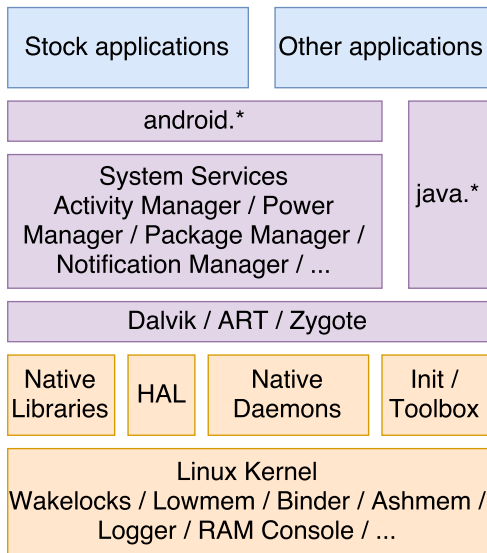 Stock applications
Other applications
android.*
java.*
System Services
Activity Manager / Power
Manager / Package Manager /
Notification Manager / ...
Dalvik / ART / Zygote
Native
Libraries
HAL
Native
Daemons
Init /
Toolbox
Linux Kernel
Wakelocks / Lowmem / Binder / Ashmem /
Logger / RAM Console / ...